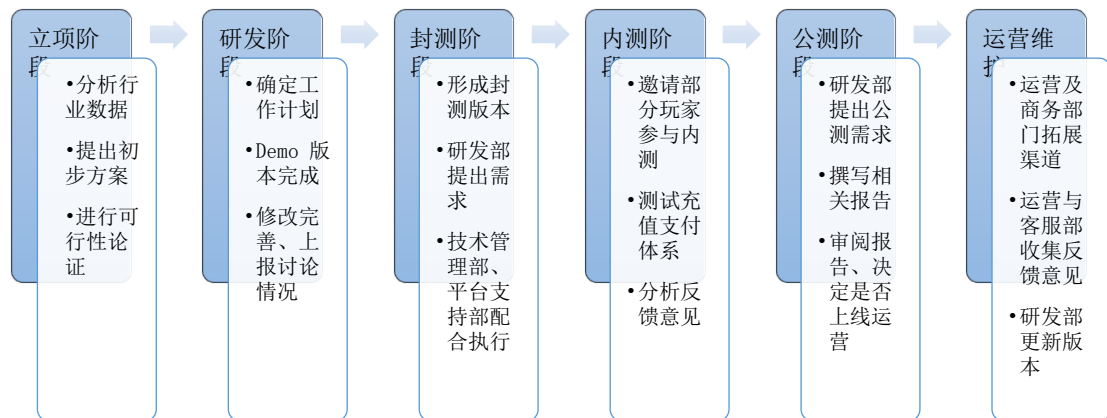 立项阶
段
•分析行
业数据
•提出初
步方案
•进行可
行性论
证
研发阶
段
•确定工
作计划
•Demo 版
本完成
•修改完
善、上
报讨论
情况
封测阶
段
•形成封
测版本
•研发部
提出需
求
•技术管
理部、
平台支
持部配
合执行
内测阶
段
•邀请部
分玩家
参与内
测
•测试充
值支付
体系
•分析反
馈意见
公测阶
段
•研发部
提出公
测需求
•撰写相
关报告
•审阅报
告、决
定是否
上线运
营
运营维
护
•运营及
商务部
门拓展
渠道
•运营与
客服部
收集反
馈意见
•研发部
更新版
本